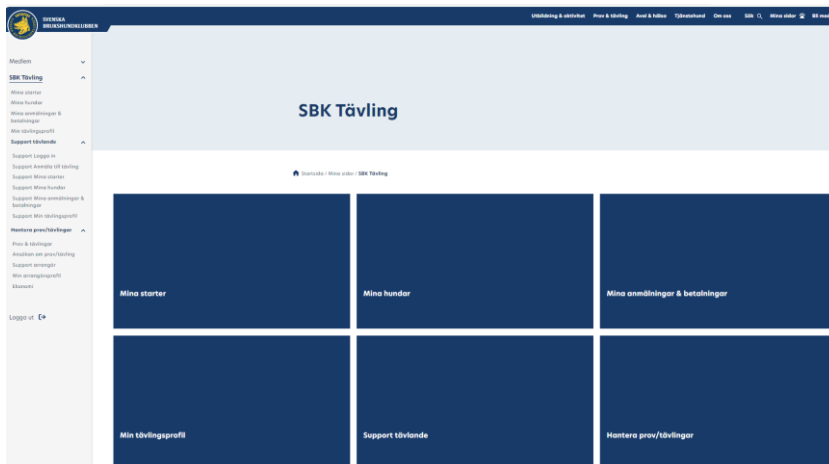 SVENSKA
BRUKSHUNDKLUBBEN
Utbildning & aktivitet Prov & tävling Avel & hälsa Tjänstehund Om oss Sök Mina sidor Bli med
Medlem
SBK Tävling
Mina starter
Mina hundar
Mina anmälningar &
betalningar
Min tävlingsprofil
Support tävlande
Support Logga in
Support Anmäla till tävling
Support Mina starter
Support Mina hundar
Support Mina anmälningar &
betalningar
Support Min tävlingsprofil
Hantera prov/tävlingar
Prov & tävlingar
Ansökan om prov/tävling
Support arrangör
Min arrangörsprofil
Ekonomi
Logga ut
SBK Tävling
Startsida / Mina sidor / SBK Tävling
Mina starter
Mina hundar
Mina anmälningar & betalningar
Min tävlingsprofil
Support tävlande
Hantera prov/tävlingar